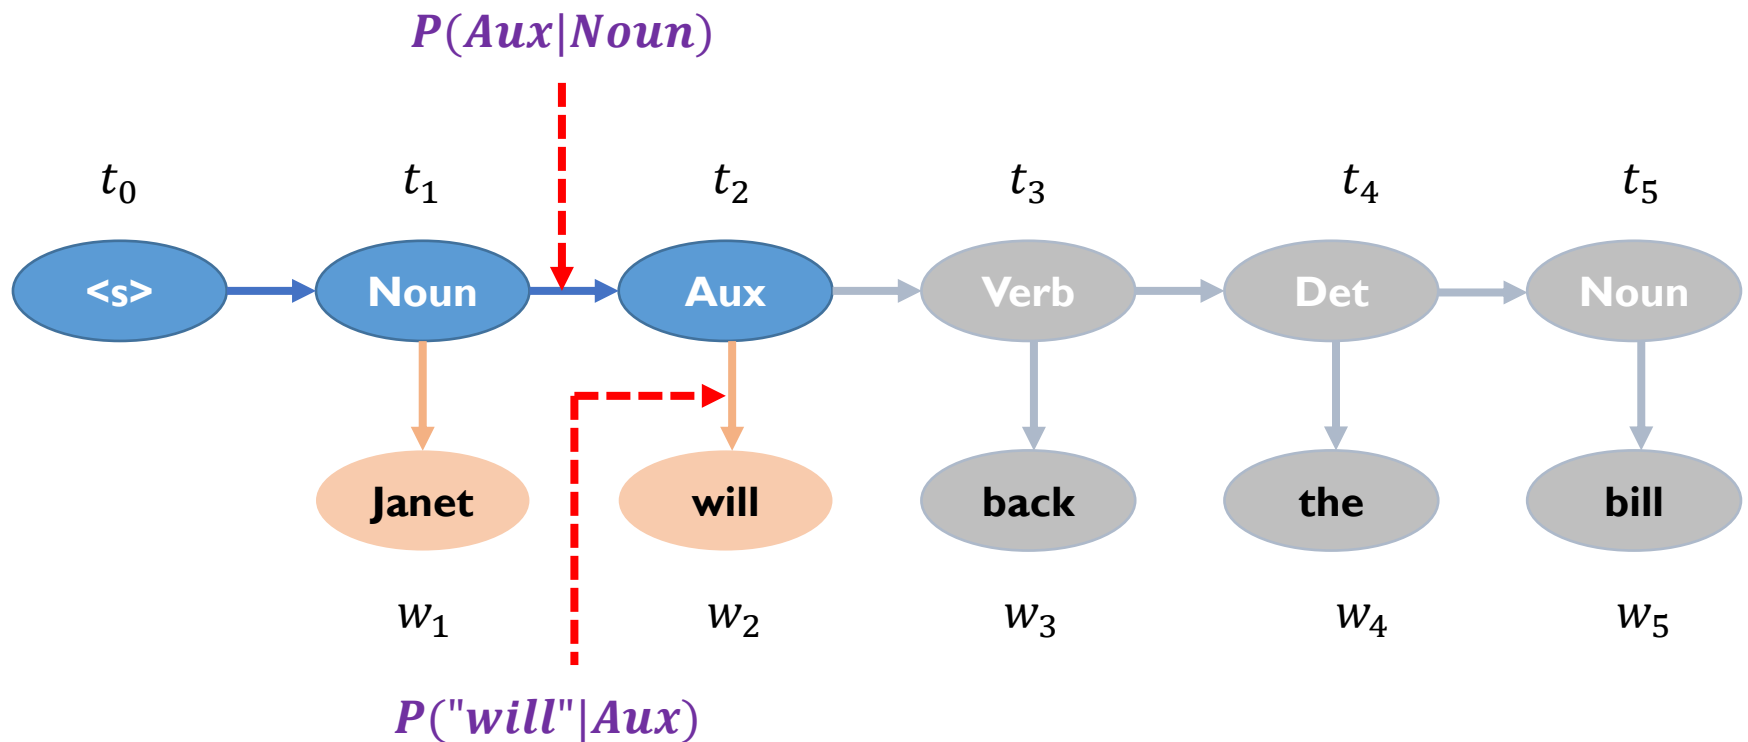 P(Aux|Noun)
t₀ t₁ t₂ t₃ t₄ t₅
<s> Noun Aux Verb Det Noun
Janet will back the bill
w₁ w₂ w₃ w₄ w₅
P("will"|Aux)